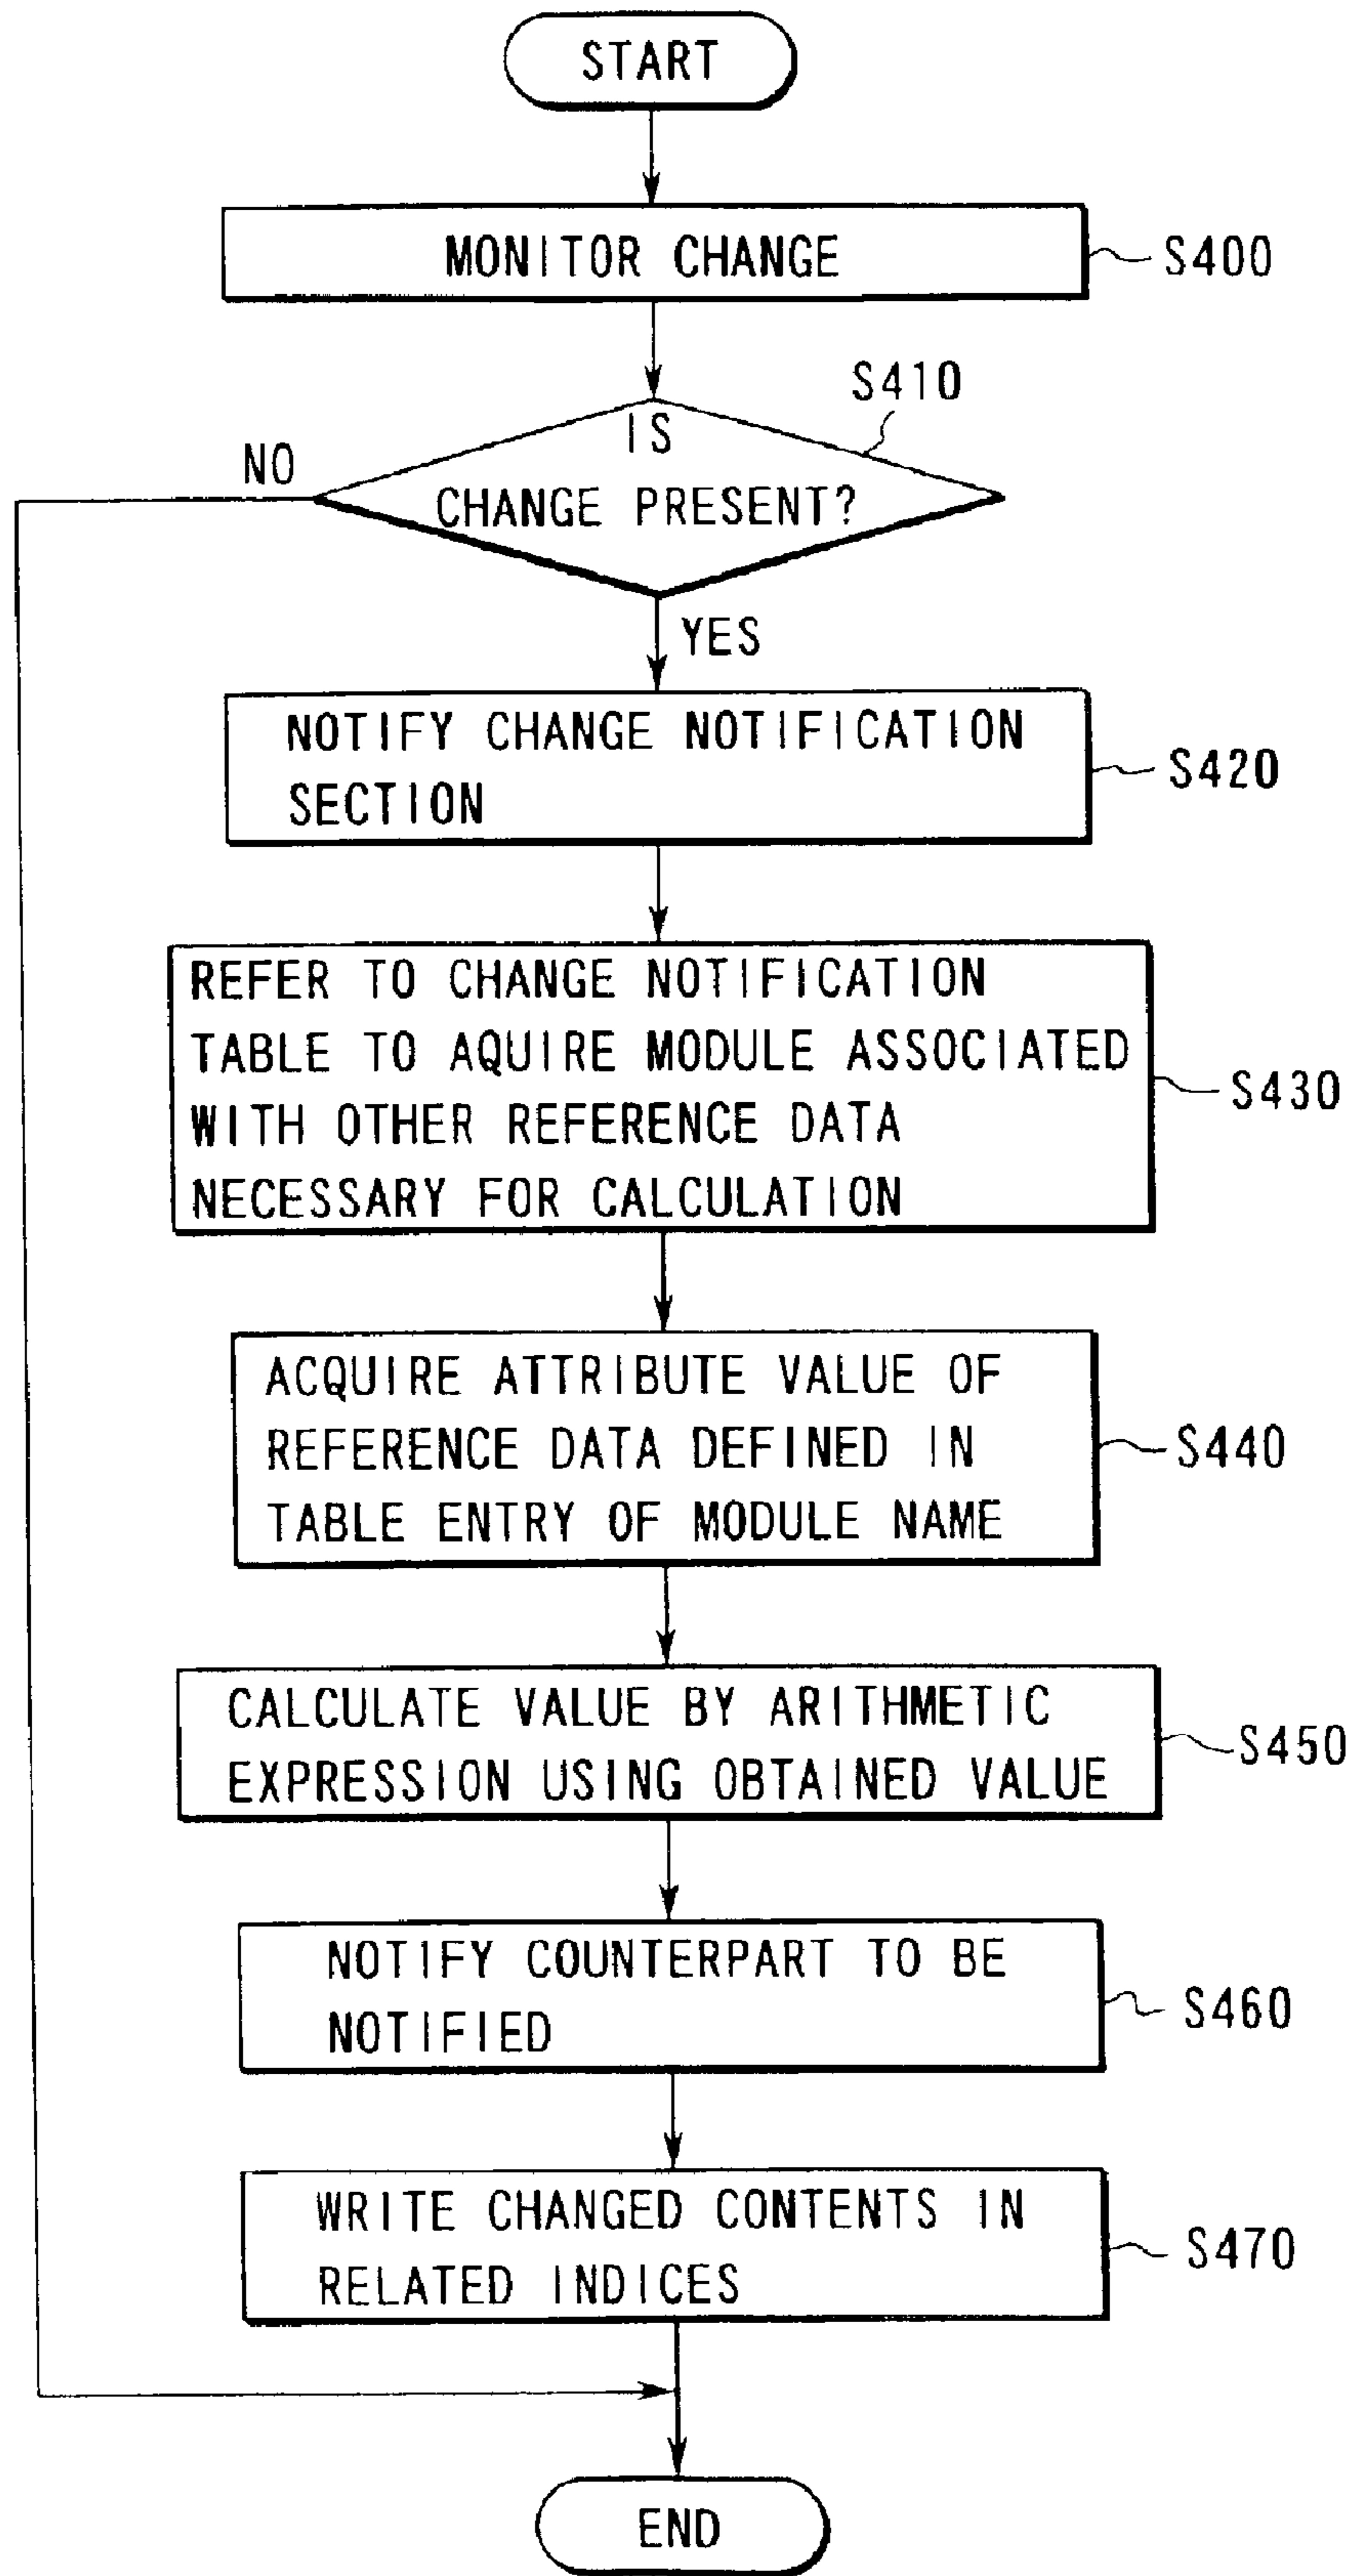 START
MONITOR CHANGE
S400
S410
IS
CHANGE PRESENT?
NO
YES
NOTIFY CHANGE NOTIFICATION
SECTION
S420
REFER TO CHANGE NOTIFICATION
TABLE TO AQUIRE MODULE ASSOCIATED
WITH OTHER REFERENCE DATA
NECESSARY FOR CALCULATION
S430
ACQUIRE ATTRIBUTE VALUE OF
REFERENCE DATA DEFINED IN
TABLE ENTRY OF MODULE NAME
S440
CALCULATE VALUE BY ARITHMETIC
EXPRESSION USING OBTAINED VALUE
S450
NOTIFY COUNTERPART TO BE
NOTIFIED
S460
WRITE CHANGED CONTENTS IN
RELATED INDICES
S470
END